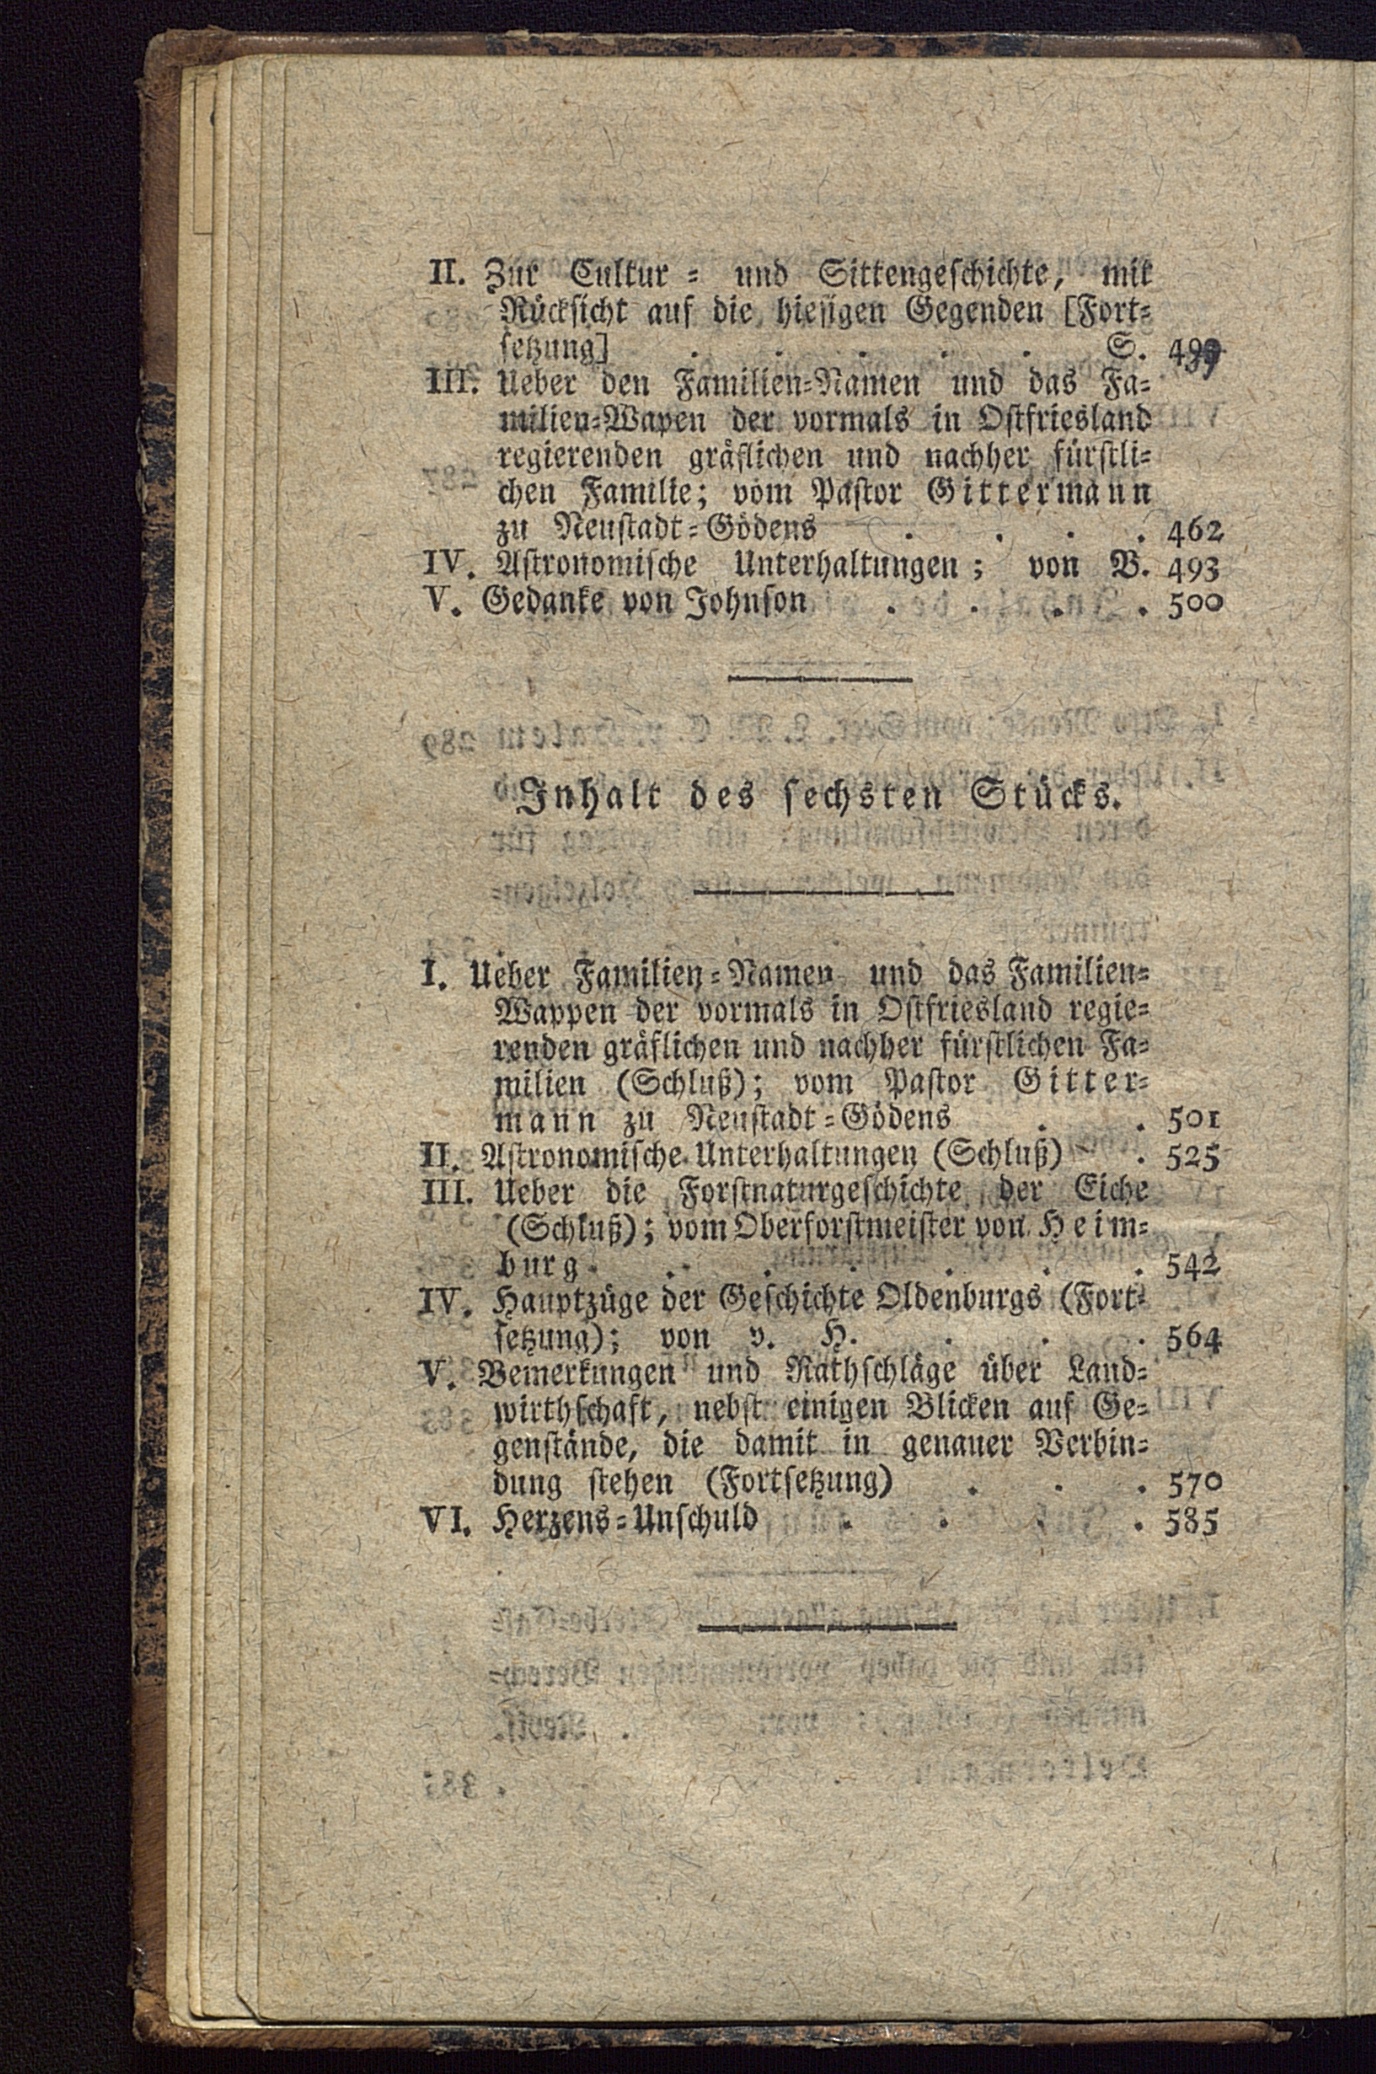 II. Zur Cultur = und Sittengeschichte, mit
Rücksicht auf die hiesigen Gegenden [Fort=
setzung] . . . . . S. 499
III. Ueber den Familien=Namen und das Fa=
milien=Wapen der vormals in Ostfriesland
regierenden gräflichen und nachher fürstli=
chen Familie; vom Pastor Gittermann
zu Neustadt=Gödens . . . . 462
IV. Astronomische Unterhaltungen; von B. 493
V. Gedanke von Johnson . . . . 500
Inhalt des sechsten Stücks.
I. Ueber Familien=Namen und das Familien=
Wappen der vormals in Ostfriesland regie=
renden gräflichen und nachher fürstlichen Fa=
milien (Schluß); vom Pastor Gitter=
mann zu Neustadt=Gödens . . 501
II. Astronomische Unterhaltungen (Schluß) . 525
III. Ueber die Forstnaturgeschichte der Eiche
(Schluß); vom Oberforstmeister von Heim=
burg . . . . . . 542
IV. Hauptzüge der Geschichte Oldenburgs (Fort=
setzung); von v. H. . . . 564
V. Bemerkungen und Rathschläge über Land=
wirthschaft, nebst einigen Blicken auf Ge=
genstände, die damit in genauer Verbin=
dung stehen (Fortsetzung) . . . 570
VI. Herzens=Unschuld . . . . 585